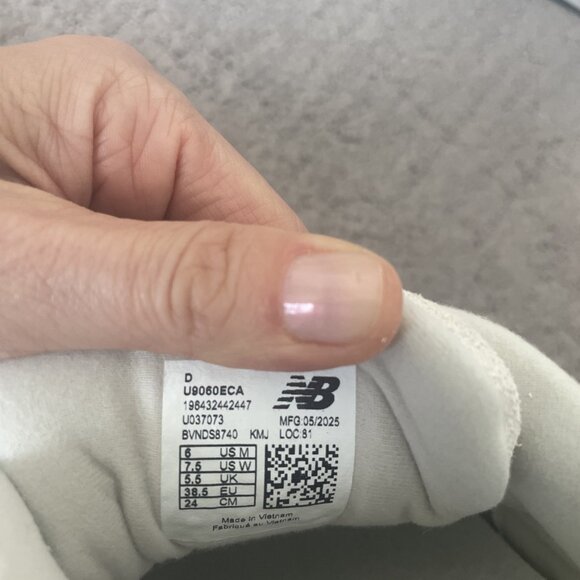 D
U9060ECA
196432442447
U037073 MFG:05/2025
BVNDS8740 KMJ LOC:81
6 US M
7.5 US W
5.5 UK
38.5 EU
24 CM
Made in Vietnam
Fabriqué au Vietnam
NB